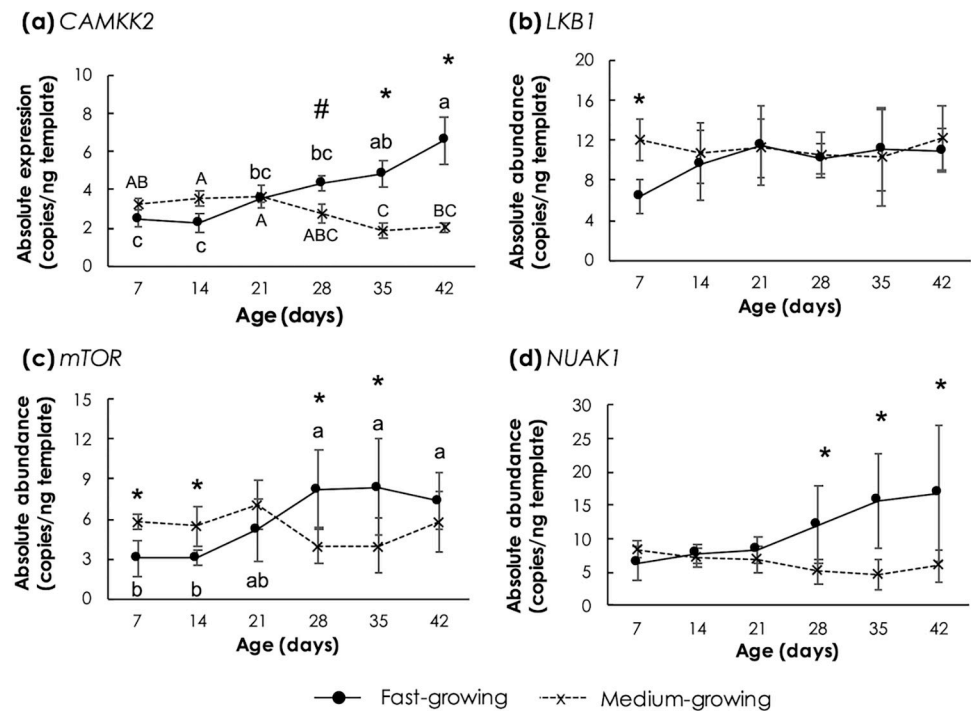 (a) CAMKK2
Absolute expression
(copies/ng template)
10
8
6
4
2
0
AB
A
bc
#
bc
*
ab
*
a
c
c
A
ABC
C
BC
7 14 21 28 35 42
Age (days)
(b) LKB1
Absolute abundance
(copies/ng template)
20
16
12
8
4
0
*
7 14 21 28 35 42
Age (days)
(c) mTOR
Absolute abundance
(copies/ng template)
15
12
9
6
3
0
*
*
*
a
*
a
a
b
b
ab
7 14 21 28 35 42
Age (days)
(d) NUAK1
Absolute abundance
(copies/ng template)
30
25
20
15
10
5
0
*
*
*
7 14 21 28 35 42
Age (days)
Fast-growing Medium-growing